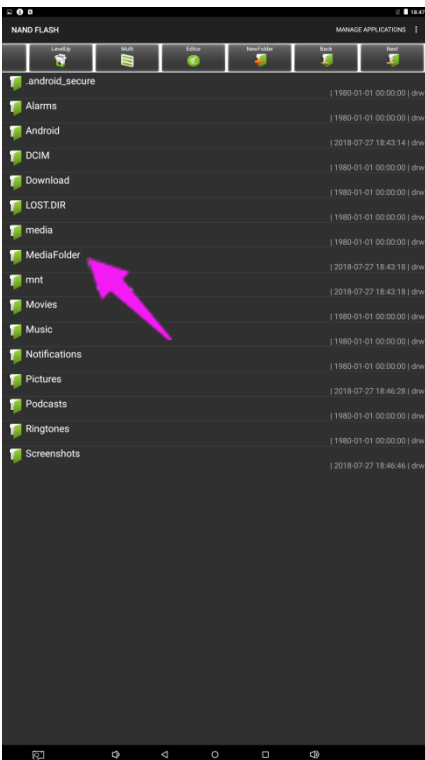 18:47
NAND FLASH
MANAGE APPLICATIONS
LevelUp Multi Editor NewFolder Back Next
.android_secure
| 1980-01-01 00:00:00 | drw
Alarms
| 1980-01-01 00:00:00 | drw
Android
| 2018-07-27 18:43:14 | drw
DCIM
| 1980-01-01 00:00:00 | drw
Download
| 1980-01-01 00:00:00 | drw
LOST.DIR
| 1980-01-01 00:00:00 | drw
media
| 1980-01-01 00:00:00 | drw
MediaFolder
| 2018-07-27 18:43:18 | drw
mnt
| 2018-07-27 18:43:18 | drw
Movies
| 1980-01-01 00:00:00 | drw
Music
| 1980-01-01 00:00:00 | drw
Notifications
| 1980-01-01 00:00:00 | drw
Pictures
| 2018-07-27 18:46:28 | drw
Podcasts
| 1980-01-01 00:00:00 | drw
Ringtones
| 1980-01-01 00:00:00 | drw
Screenshots
| 2018-07-27 18:46:46 | drw